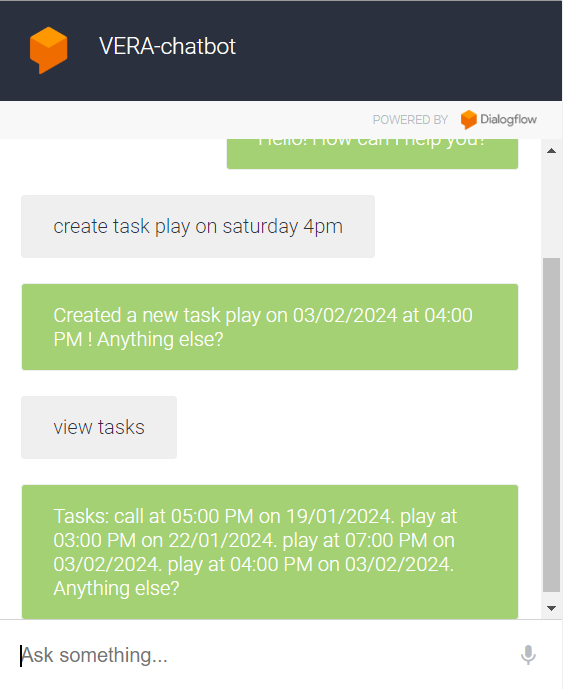 VERA-chatbot
POWERED BY Dialogflow
Hello! How can I help you?
create task play on saturday 4pm
Created a new task play on 03/02/2024 at 04:00
PM ! Anything else?
view tasks
Tasks: call at 05:00 PM on 19/01/2024. play at
03:00 PM on 22/01/2024. play at 07:00 PM on
03/02/2024. play at 04:00 PM on 03/02/2024.
Anything else?
Ask something...